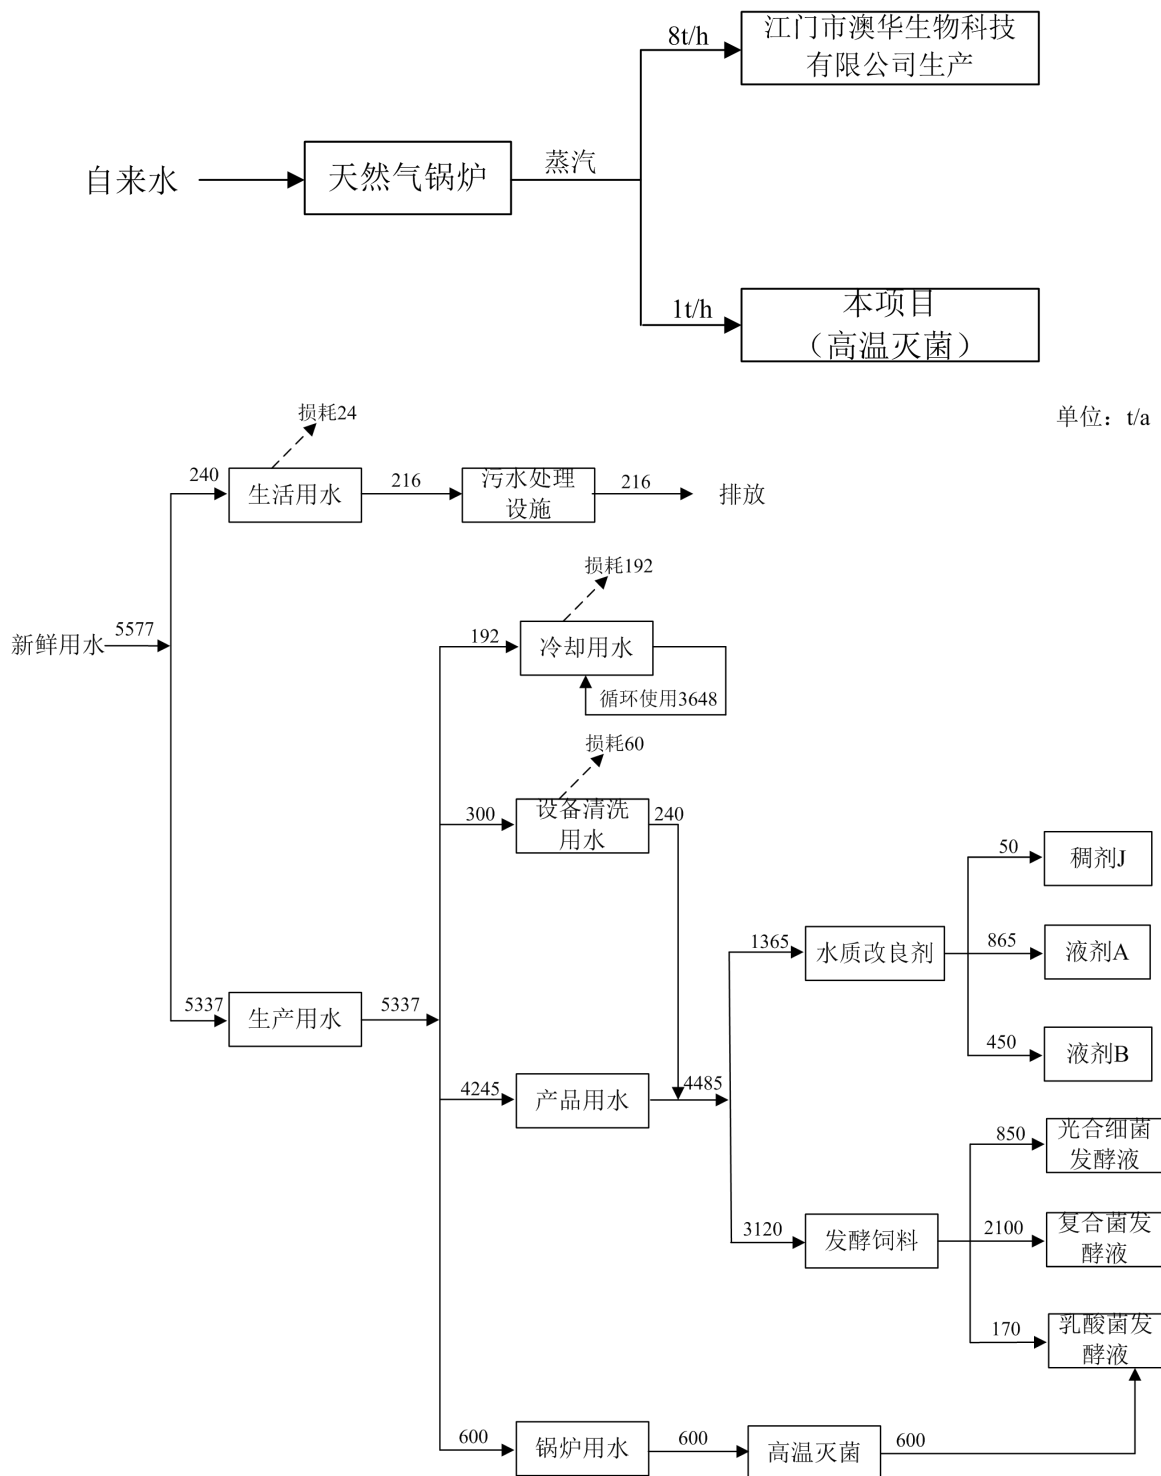 8t/h
江门市澳华生物科技
有限公司生产
自来水
天然气锅炉
蒸汽
1t/h
本项目
（高温灭菌）
单位：t/a
损耗24
240
生活用水
216
污水处理
设施
216
排放
损耗192
新鲜用水
5577
192
冷却用水
循环使用3648
损耗60
300
设备清洗
用水
240
50
稠剂J
1365
水质改良剂
865
液剂A
5337
生产用水
5337
450
液剂B
4245
产品用水
4485
850
光合细菌
发酵液
3120
发酵饲料
2100
复合菌发
酵液
170
乳酸菌发
酵液
600
锅炉用水
600
高温灭菌
600